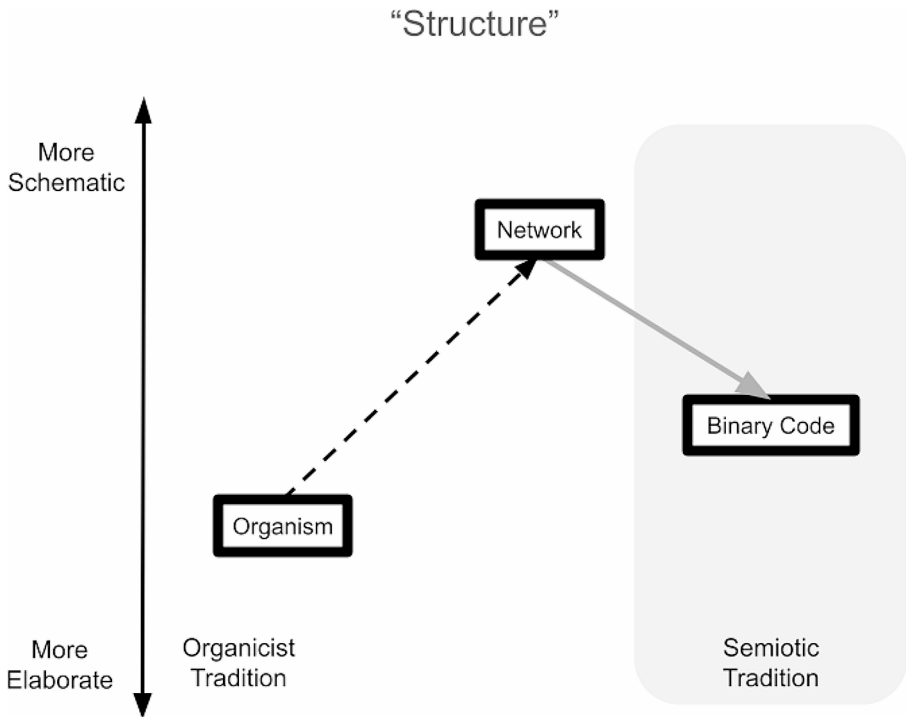 “Structure”
More
Schematic
Network
Binary Code
Organism
More
Elaborate
Organicist
Tradition
Semiotic
Tradition